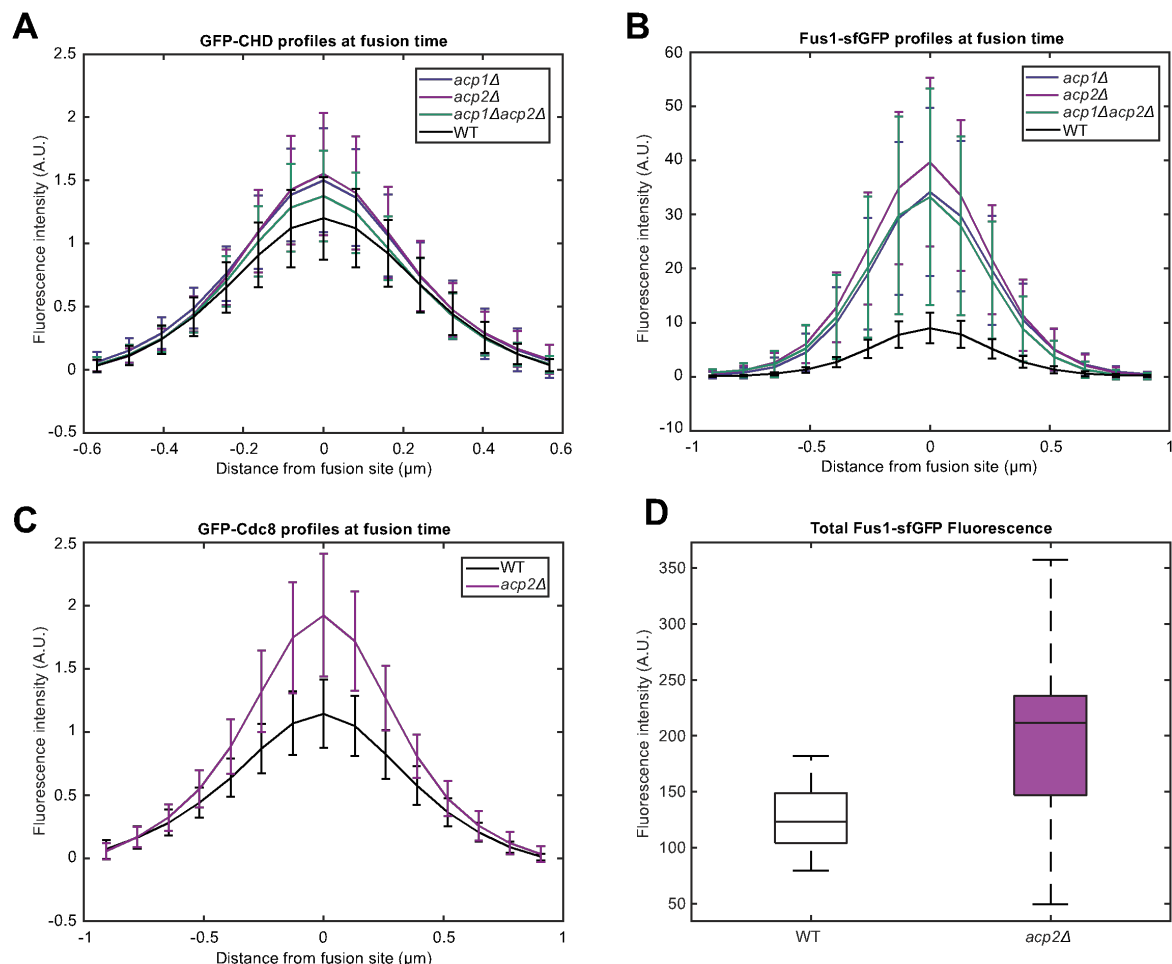 A
GFP-CHD profiles at fusion time
acp1Δ
acp2Δ
acp1Δacp2Δ
WT
2.5
2
1.5
1
0.5
0
-0.5
-0.6
-0.4
-0.2
0
0.2
0.4
0.6
Fluorescence intensity (A.U.)
Distance from fusion site (µm)
B
Fus1-sfGFP profiles at fusion time
acp1Δ
acp2Δ
acp1Δacp2Δ
WT
60
50
40
30
20
10
0
-10
-1
-0.5
0
0.5
1
Fluorescence intensity (A.U.)
Distance from fusion site (µm)
C
GFP-Cdc8 profiles at fusion time
WT
acp2Δ
2.5
2
1.5
1
0.5
0
-0.5
-1
-0.5
0
0.5
1
Fluorescence intensity (A.U.)
Distance from fusion site (µm)
D
Total Fus1-sfGFP Fluorescence
350
300
250
200
150
100
50
Fluorescence intensity (A.U.)
WT
acp2Δ